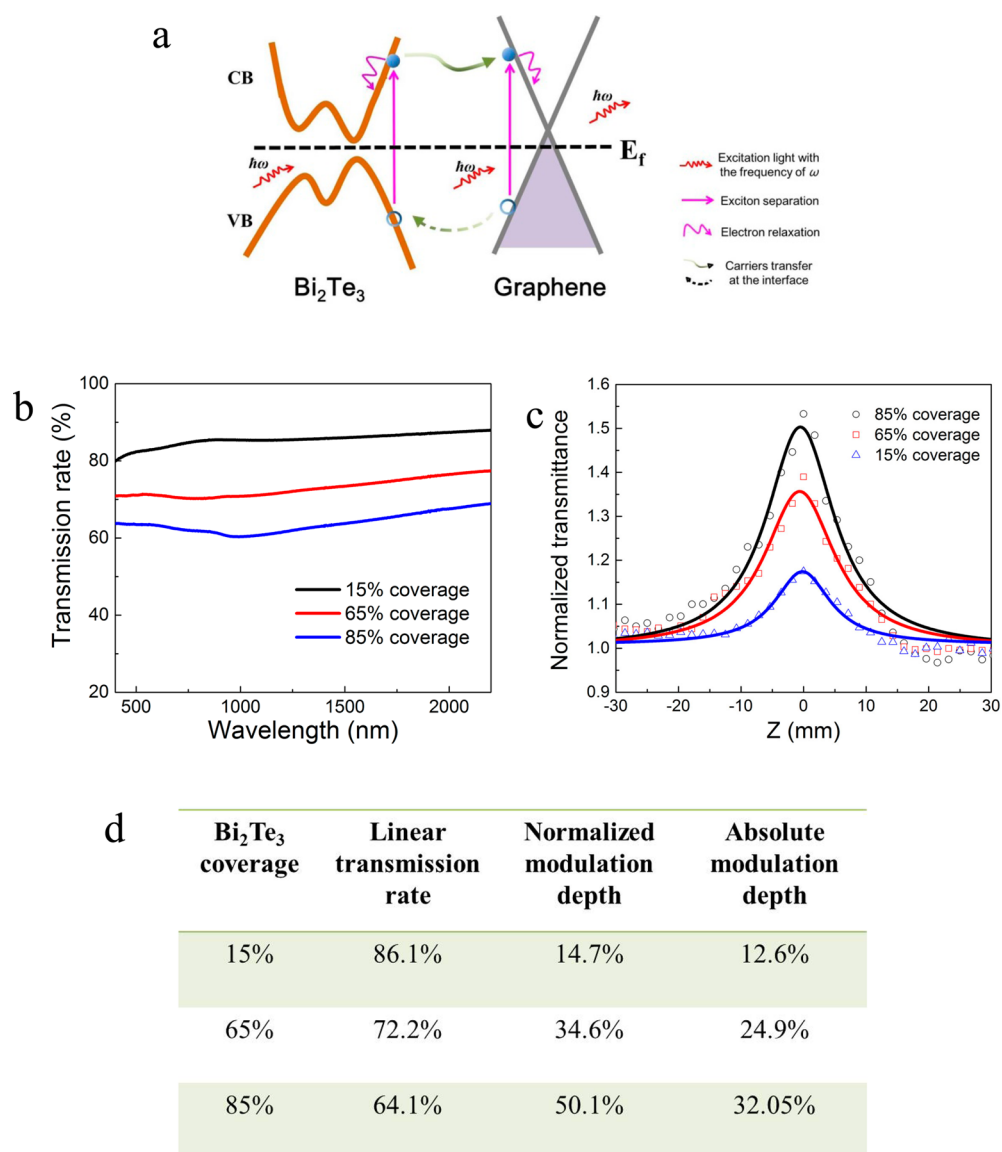 a
CB
ħω
E_f
ħω
ħω
VB
Bi₂Te₃
Graphene
Excitation light with
the frequency of ω
Exciton separation
Electron relaxation
Carriers transfer
at the interface
b
Transmission rate (%)
100
80
60
40
20
15% coverage
65% coverage
85% coverage
500
1000
1500
2000
Wavelength (nm)
c
Normalized transmittance
1.6
1.5
1.4
1.3
1.2
1.1
1.0
0.9
85% coverage
65% coverage
15% coverage
-30
-20
-10
0
10
20
30
Z (mm)
d
Bi₂Te₃ coverage Linear transmission rate Normalized modulation depth Absolute modulation depth
15% 86.1% 14.7% 12.6%
65% 72.2% 34.6% 24.9%
85% 64.1% 50.1% 32.05%